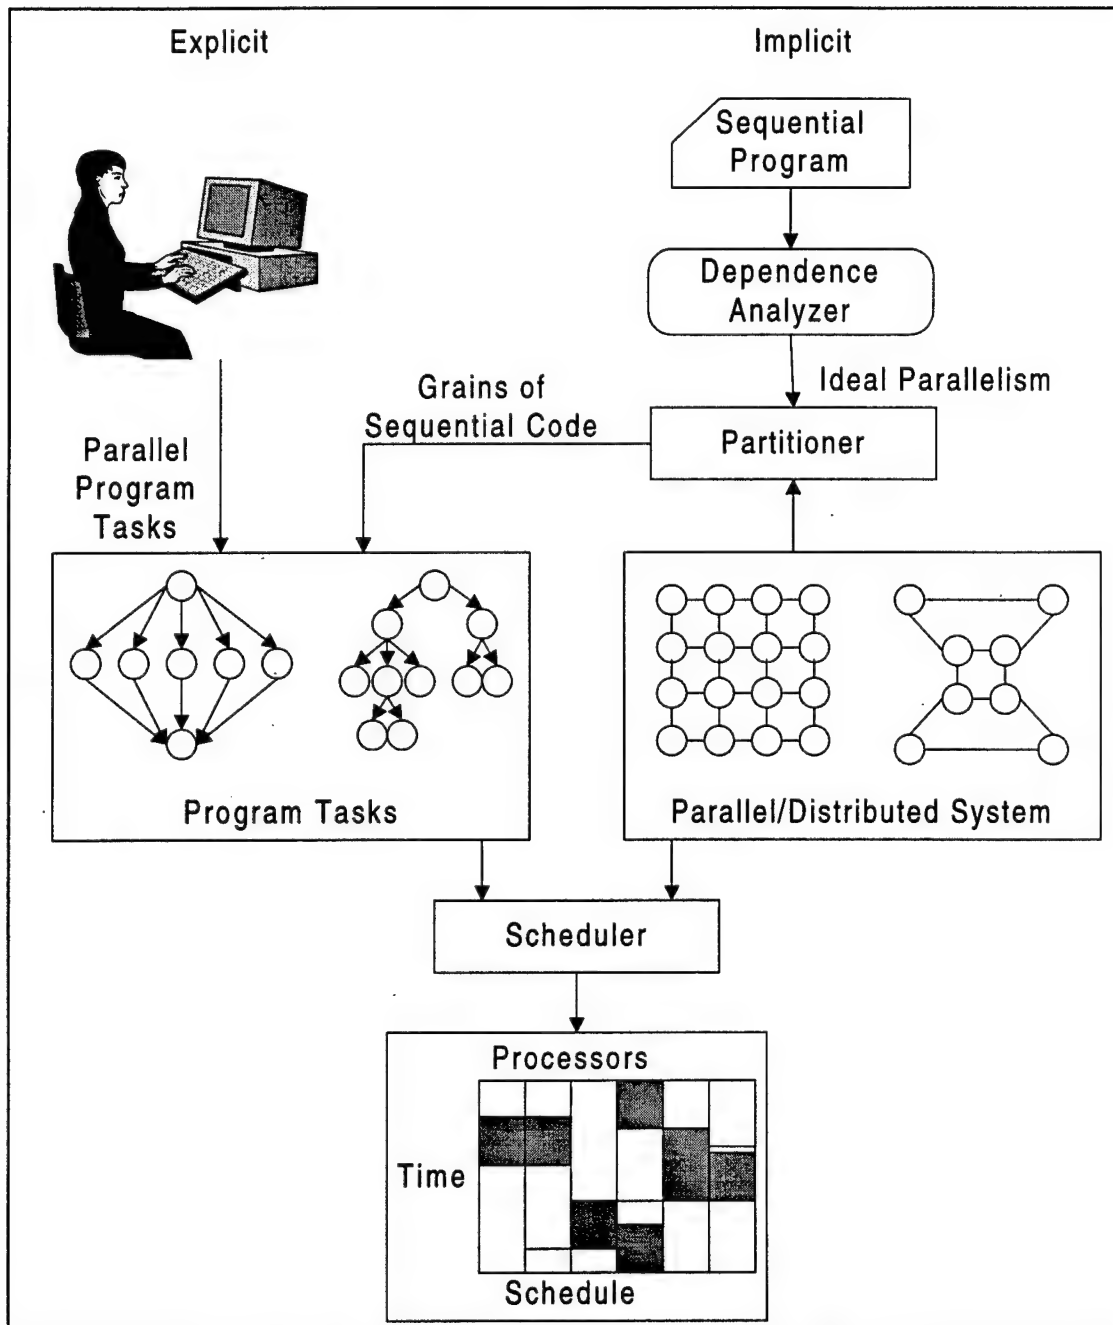 Explicit
Implicit
Sequential
Program
Dependence
Analyzer
Ideal Parallelism
Grains of
Sequential Code
Partitioner
Parallel
Program
Tasks
Program Tasks
Parallel/Distributed System
Scheduler
Processors
Time
Schedule